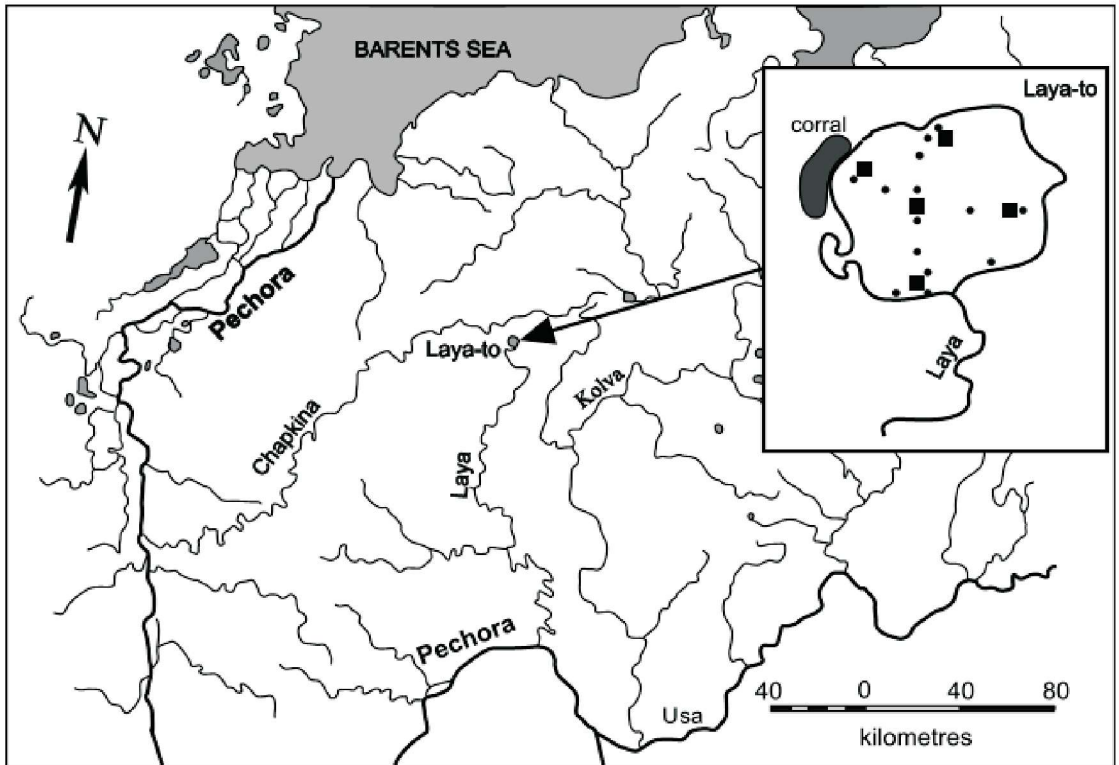 BARENTS SEA
Laya-to
corral
N
Pechora
Laya-to
Kolva
Laya
Chapkina
Laya
Pechora
Usa
40 0 40 80
kilometres